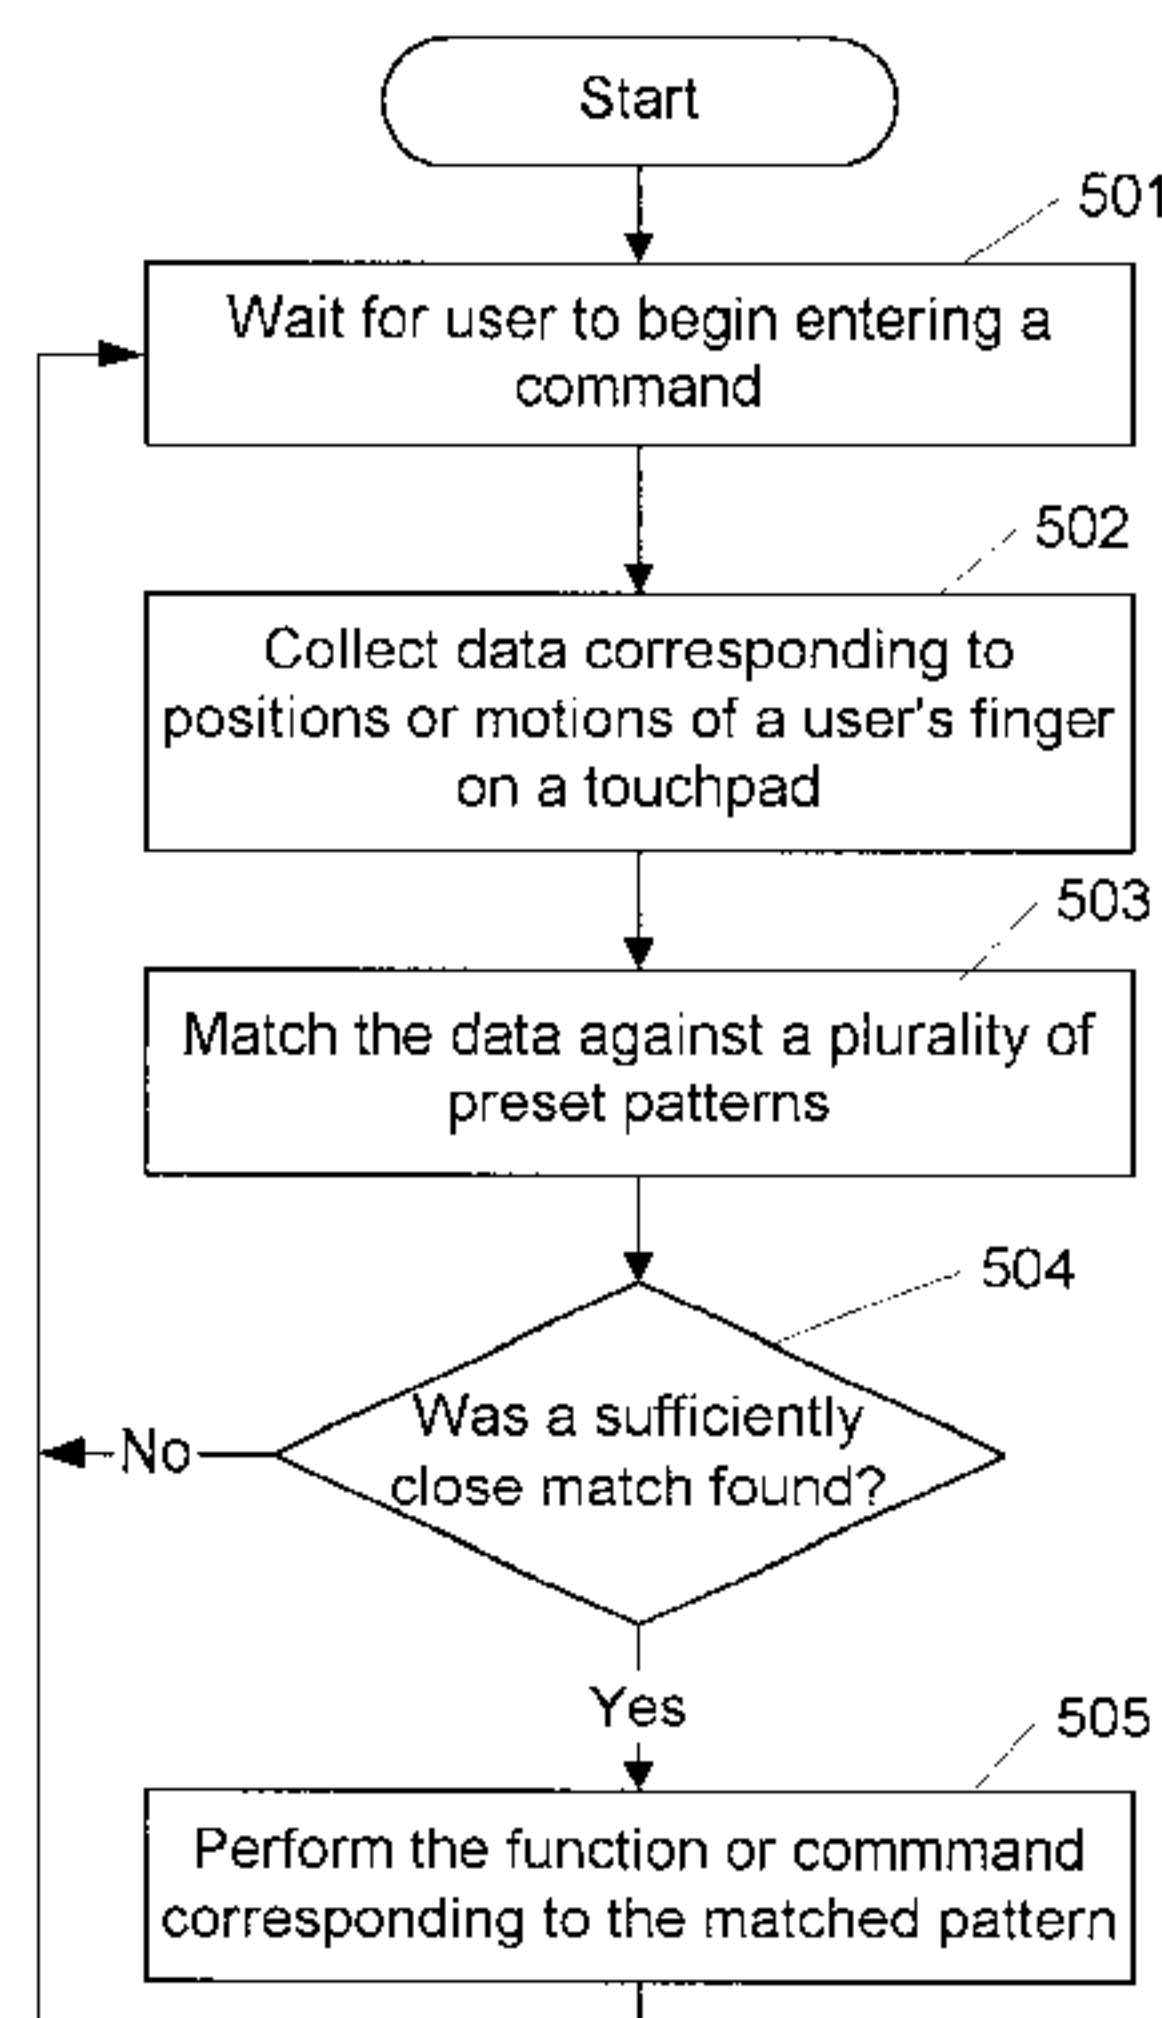 Start
501
Wait for user to begin entering a
command
502
Collect data corresponding to
positions or motions of a user's finger
on a touchpad
503
Match the data against a plurality of
preset patterns
504
Was a sufficiently
close match found?
No
Yes
505
Perform the function or commmand
corresponding to the matched pattern